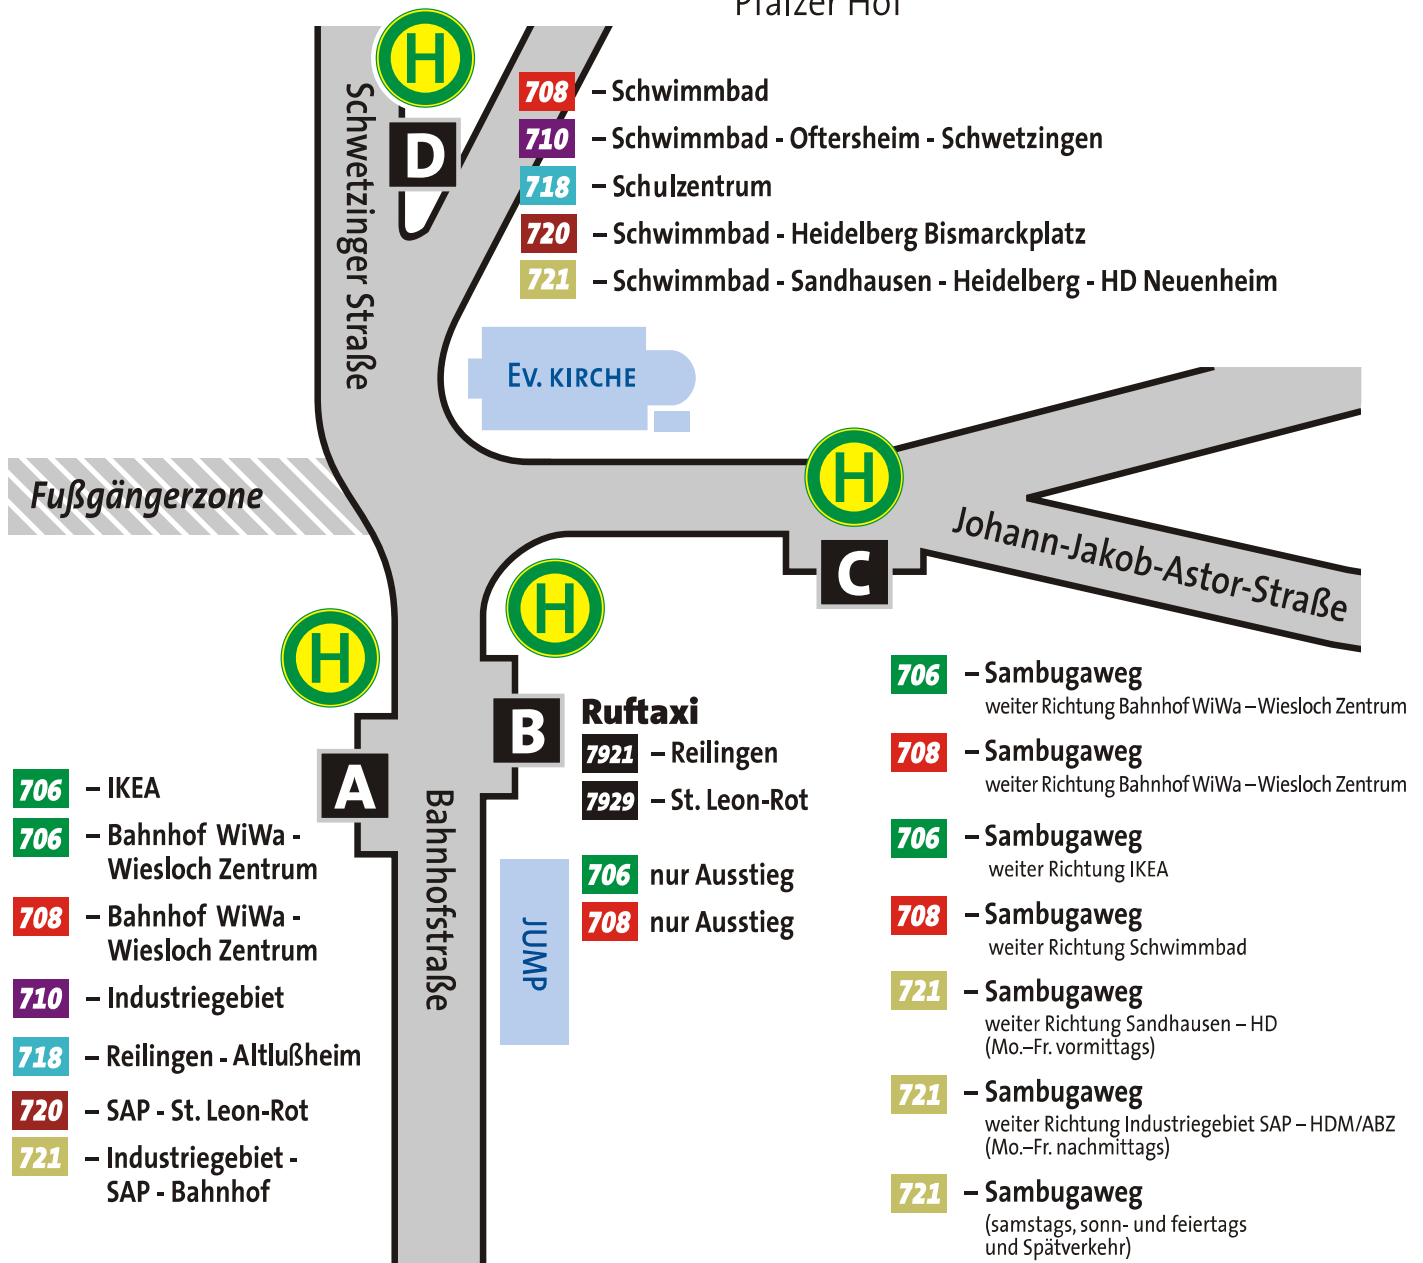 Pfälzer Hof
H
Schwetzinger Straße
D
708 – Schwimmbad
710 – Schwimmbad - Oftersheim - Schwetzingen
718 – Schulzentrum
720 – Schwimmbad - Heidelberg Bismarckplatz
721 – Schwimmbad - Sandhausen - Heidelberg - HD Neuenheim
EV. KIRCHE
Fußgängerzone
H
C
Johann-Jakob-Astor-Straße
H
H
A
B
Bahnhofstraße
JUMP
706 – IKEA
706 – Bahnhof WiWa -
Wiesloch Zentrum
708 – Bahnhof WiWa -
Wiesloch Zentrum
710 – Industriegebiet
718 – Reilingen - Altlußheim
720 – SAP - St. Leon-Rot
721 – Industriegebiet -
SAP - Bahnhof
Ruftaxi
7921 – Reilingen
7929 – St. Leon-Rot
706 nur Ausstieg
708 nur Ausstieg
706 – Sambugaweg
weiter Richtung Bahnhof WiWa – Wiesloch Zentrum
708 – Sambugaweg
weiter Richtung Bahnhof WiWa – Wiesloch Zentrum
706 – Sambugaweg
weiter Richtung IKEA
708 – Sambugaweg
weiter Richtung Schwimmbad
721 – Sambugaweg
weiter Richtung Sandhausen – HD
(Mo.–Fr. vormittags)
721 – Sambugaweg
weiter Richtung Industriegebiet SAP – HDM/ABZ
(Mo.–Fr. nachmittags)
721 – Sambugaweg
(samstags, sonn- und feiertags
und Spätverkehr)